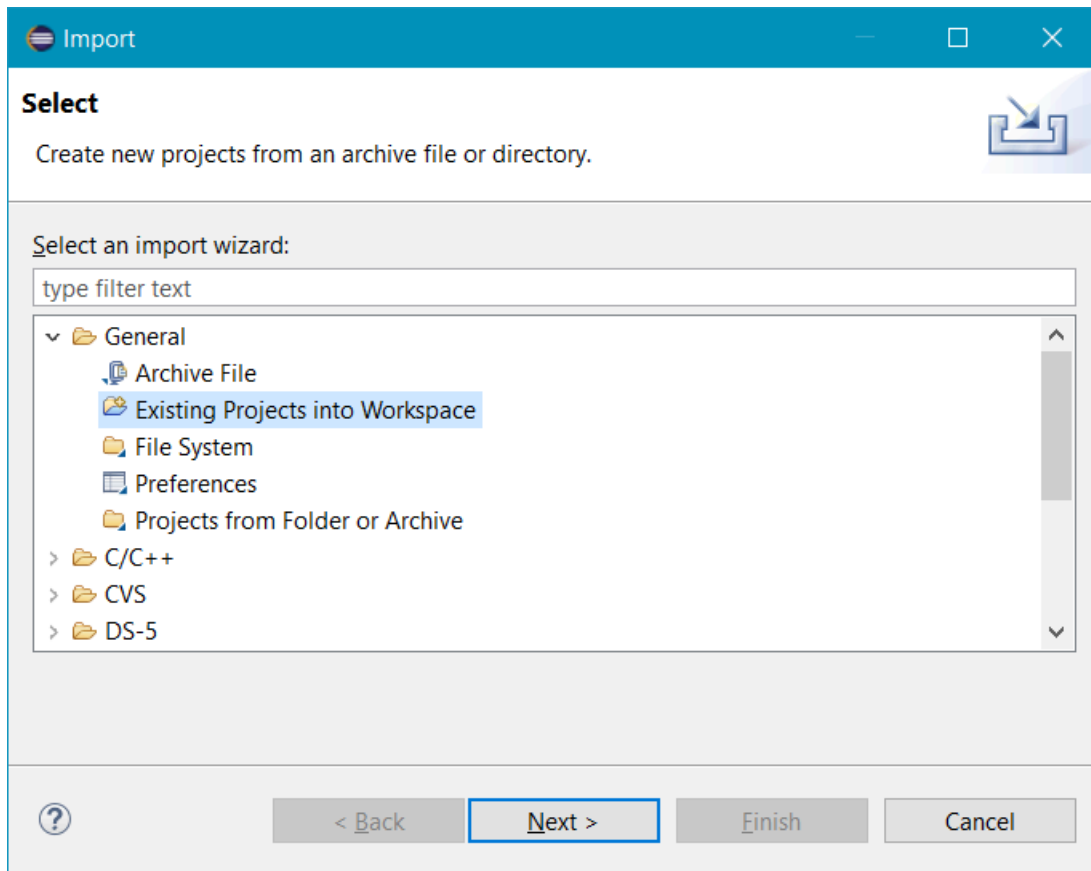 Import
Select
Create new projects from an archive file or directory.
Select an import wizard:
type filter text
General
Archive File
Existing Projects into Workspace
File System
Preferences
Projects from Folder or Archive
C/C++
CVS
DS-5
?
< Back
Next >
Finish
Cancel